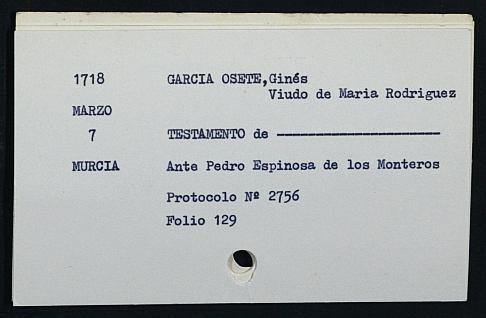 1718 GARCIA OSETE, Ginés
Viudo de Maria Rodriguez
MARZO
7 TESTAMENTO de ---------------------
MURCIA Ante Pedro Espinosa de los Monteros
Protocolo Nº 2756
Folio 129